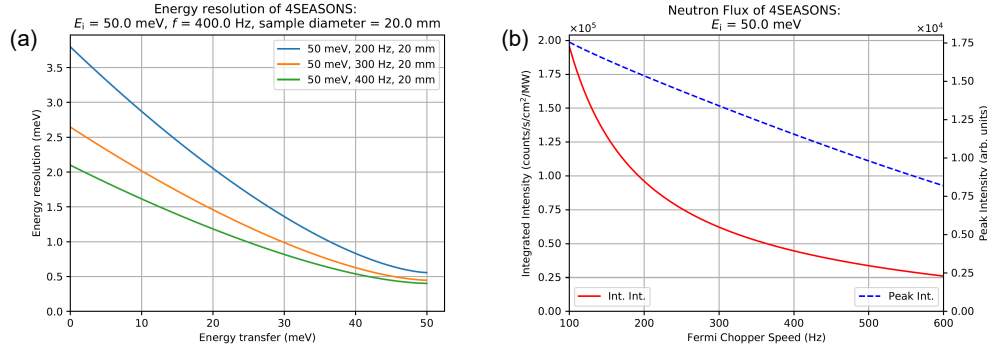 (a)
Energy resolution of 4SEASONS:
Ei = 50.0 meV, f = 400.0 Hz, sample diameter = 20.0 mm
50 meV, 200 Hz, 20 mm
50 meV, 300 Hz, 20 mm
50 meV, 400 Hz, 20 mm
Energy resolution (meV)
3.5
3.0
2.5
2.0
1.5
1.0
0.5
0.0
0
10
20
30
40
50
Energy transfer (meV)
(b)
Neutron Flux of 4SEASONS:
Ei = 50.0 meV
×10⁵
×10⁴
Integrated Intensity (counts/s/cm²/MW)
2.00
1.75
1.50
1.25
1.00
0.75
0.50
0.25
Int. Int.
Peak Int.
1.75
1.50
1.25
1.00
0.75
0.50
0.25
0.00
Peak Intensity (arb. units)
100
200
300
400
500
600
Fermi Chopper Speed (Hz)